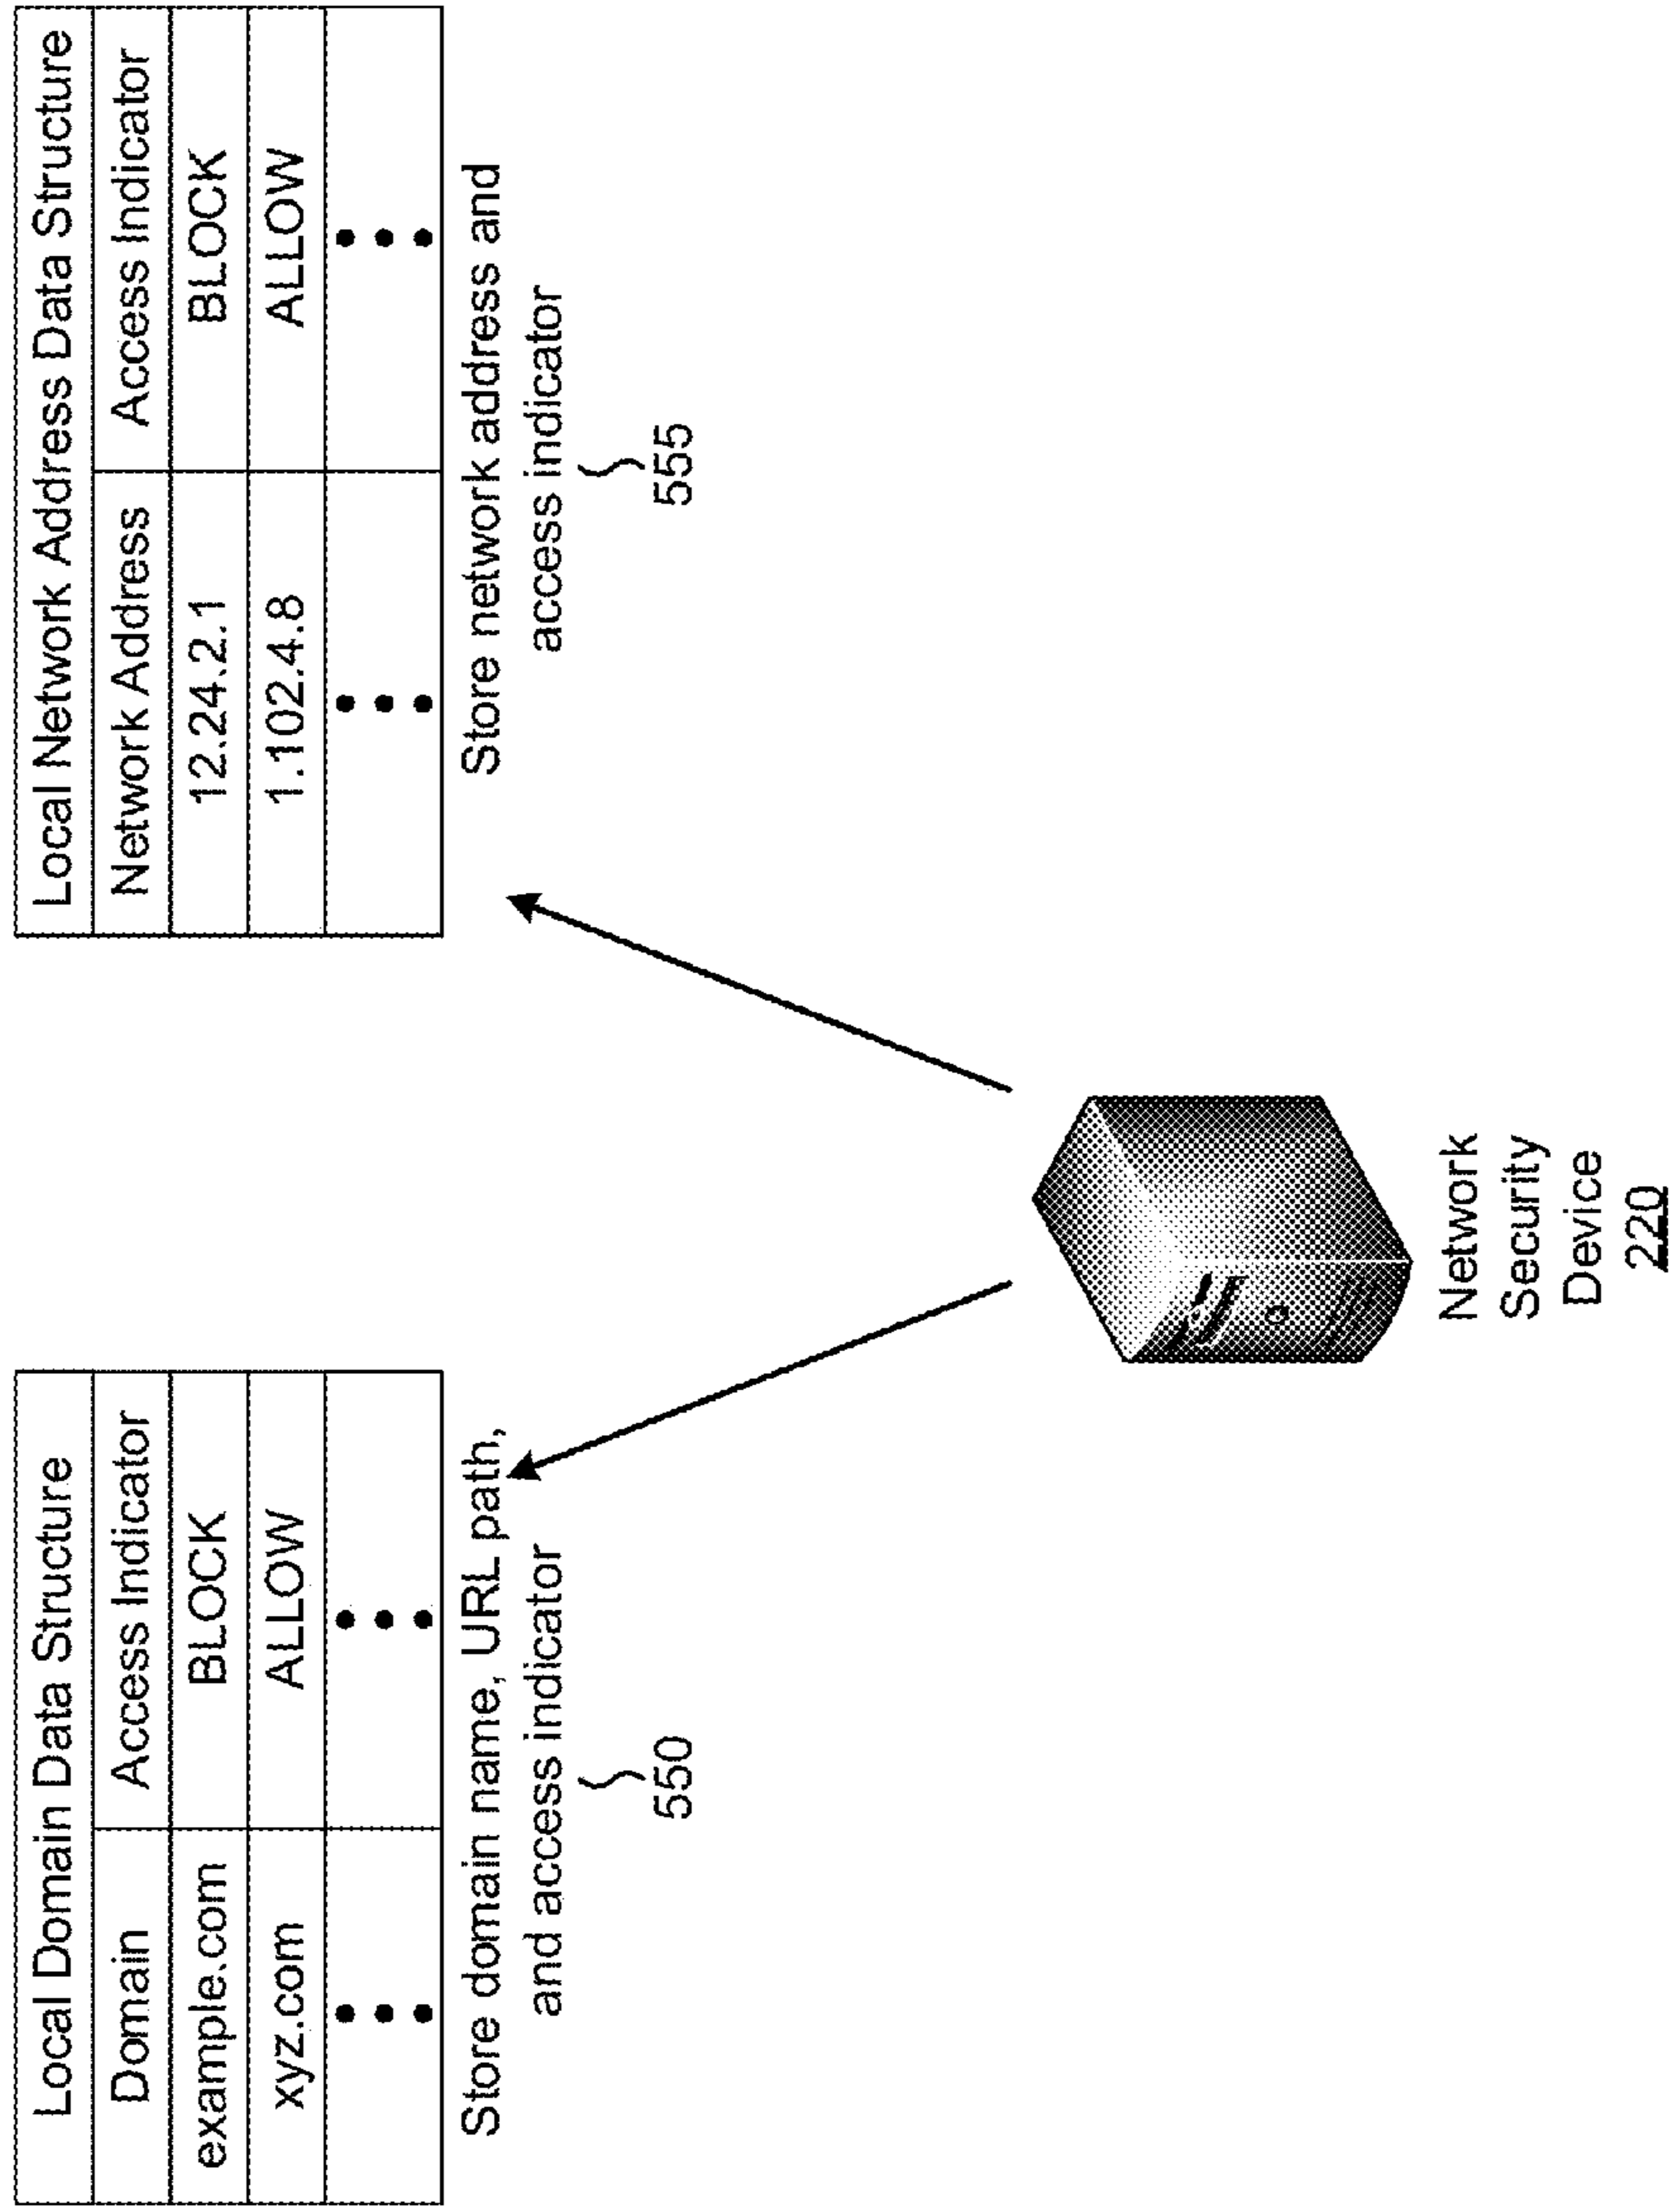 Local Domain Data Structure
Domain Access Indicator
example.com BLOCK
xyz.com ALLOW
Store domain name, URL path,
and access indicator
550
Local Network Address Data Structure
Network Address Access Indicator
12.24.2.1 BLOCK
1.102.4.8 ALLOW
Store network address and
access indicator
555
Network
Security
Device
220